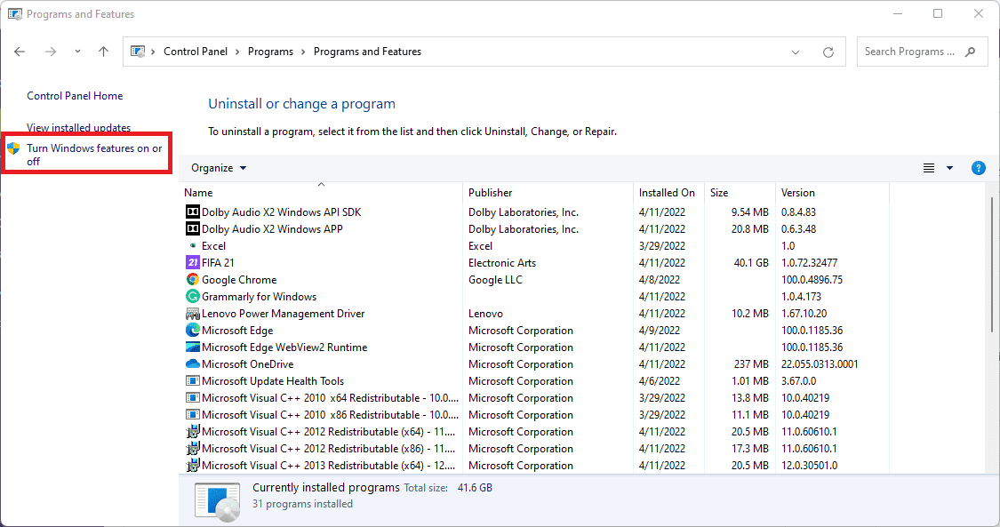 Programs and Features
Control Panel > Programs > Programs and Features
Search Programs ...
Control Panel Home
View installed updates
Turn Windows features on or
off
Uninstall or change a program
To uninstall a program, select it from the list and then click Uninstall, Change, or Repair.
Organize
?
Name Publisher Installed On Size Version
Dolby Audio X2 Windows API SDK Dolby Laboratories, Inc. 4/11/2022 9.54 MB 0.8.4.83
Dolby Audio X2 Windows APP Dolby Laboratories, Inc. 4/11/2022 20.8 MB 0.6.3.48
Excel Excel 3/29/2022 1.0
21 FIFA 21 Electronic Arts 4/11/2022 40.1 GB 1.0.72.32477
Google Chrome Google LLC 4/8/2022 100.0.4896.75
Grammarly for Windows 4/11/2022 1.0.4.173
Lenovo Power Management Driver Lenovo 4/11/2022 10.2 MB 1.67.10.20
Microsoft Edge Microsoft Corporation 4/9/2022 100.0.1185.36
Microsoft Edge WebView2 Runtime Microsoft Corporation 4/11/2022 100.0.1185.36
Microsoft OneDrive Microsoft Corporation 4/11/2022 237 MB 22.055.0313.0001
Microsoft Update Health Tools Microsoft Corporation 4/6/2022 1.01 MB 3.67.0.0
Microsoft Visual C++ 2010 x64 Redistributable - 10.0.... Microsoft Corporation 3/29/2022 13.8 MB 10.0.40219
Microsoft Visual C++ 2010 x86 Redistributable - 10.0.... Microsoft Corporation 3/29/2022 11.1 MB 10.0.40219
Microsoft Visual C++ 2012 Redistributable (x64) - 11.... Microsoft Corporation 4/11/2022 20.5 MB 11.0.60610.1
Microsoft Visual C++ 2012 Redistributable (x86) - 11.... Microsoft Corporation 4/11/2022 17.3 MB 11.0.60610.1
Microsoft Visual C++ 2013 Redistributable (x64) - 12.... Microsoft Corporation 4/11/2022 20.5 MB 12.0.30501.0
Currently installed programs Total size: 41.6 GB
31 programs installed